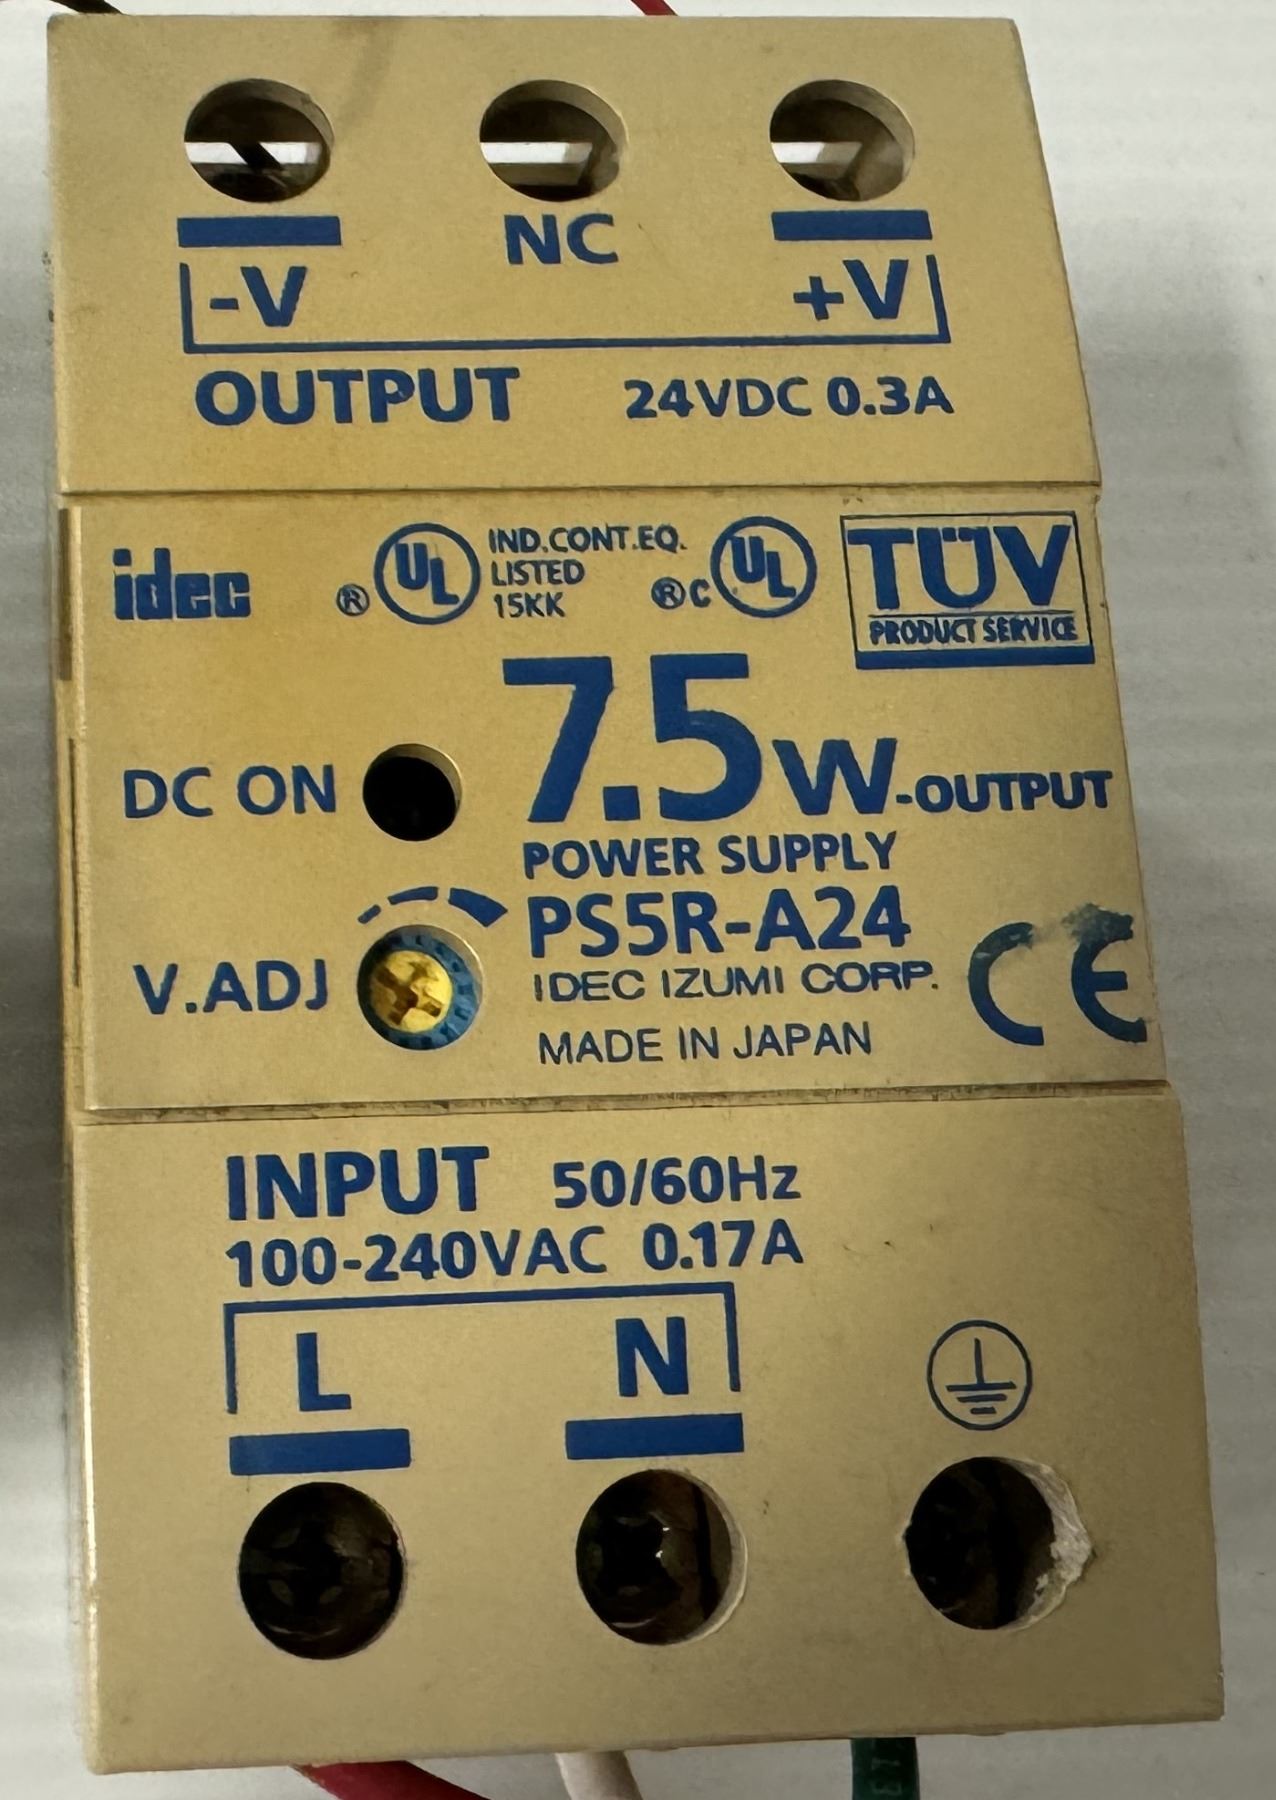 NC
-V +V
OUTPUT 24VDC 0.3A
idec ® UL IND.CONT.EQ. ® C UL TÜV
LISTED
15KK
PRODUCT SERVICE
7.5W-OUTPUT
DC ON
POWER SUPPLY
PS5R-A24
V.ADJ IDEC IZUMI CORP. CE
MADE IN JAPAN
INPUT 50/60Hz
100-240VAC 0.17A
L N